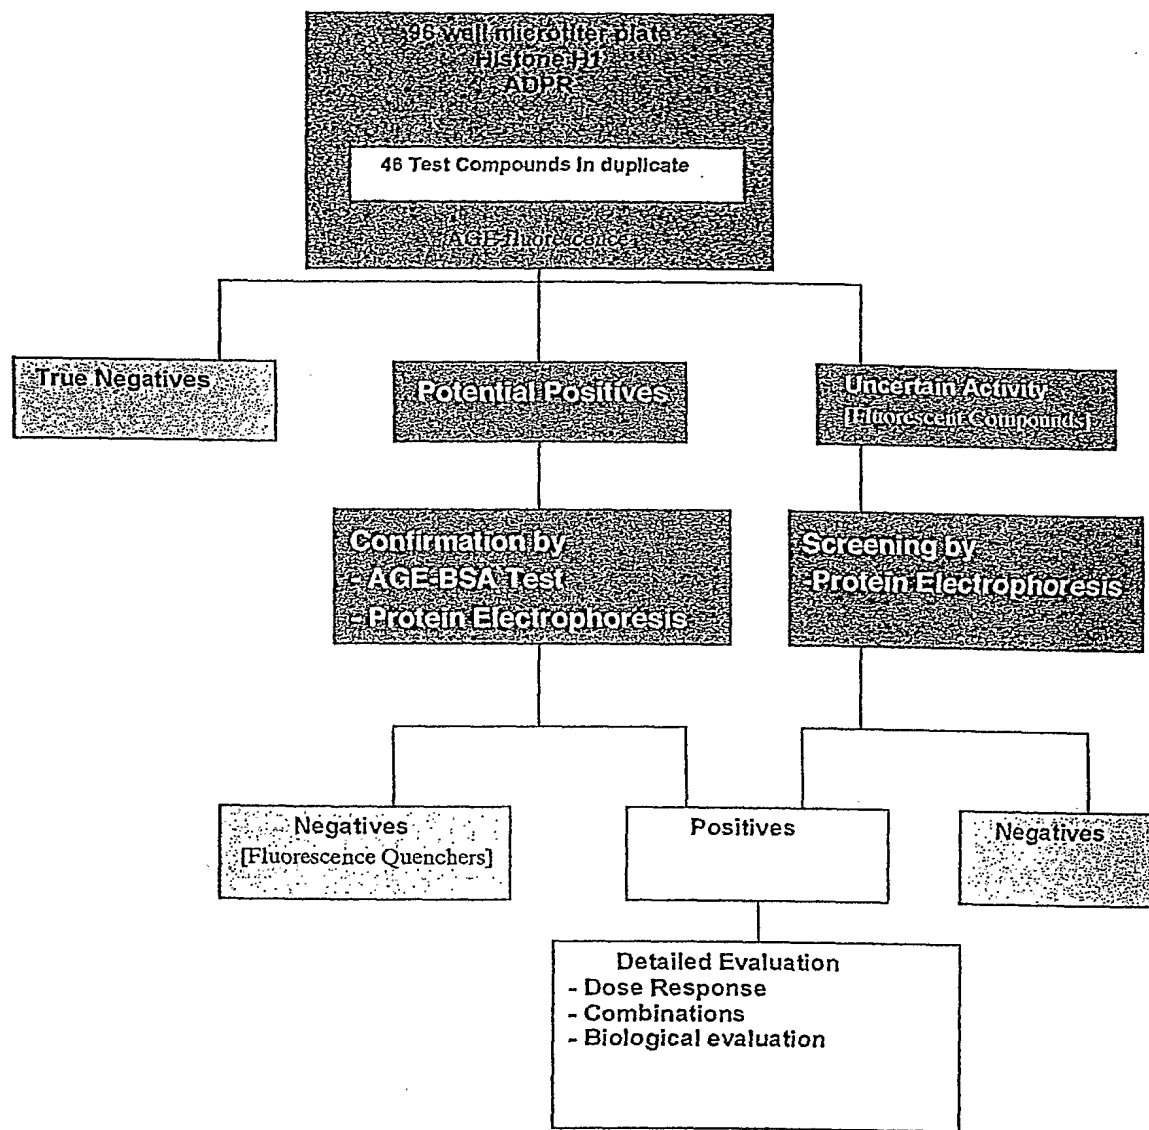 96 well microtiter plate
Histone H1
ADPR
46 Test Compounds in duplicate
AGE-fluorescence
True Negatives
Potential Positives
Uncertain Activity
[Fluorescent Compounds]
Confirmation by
- AGE-BSA Test
- Protein Electrophoresis
Screening by
-Protein Electrophoresis
Negatives
[Fluorescence Quenchers]
Positives
Negatives
Detailed Evaluation
- Dose Response
- Combinations
- Biological evaluation